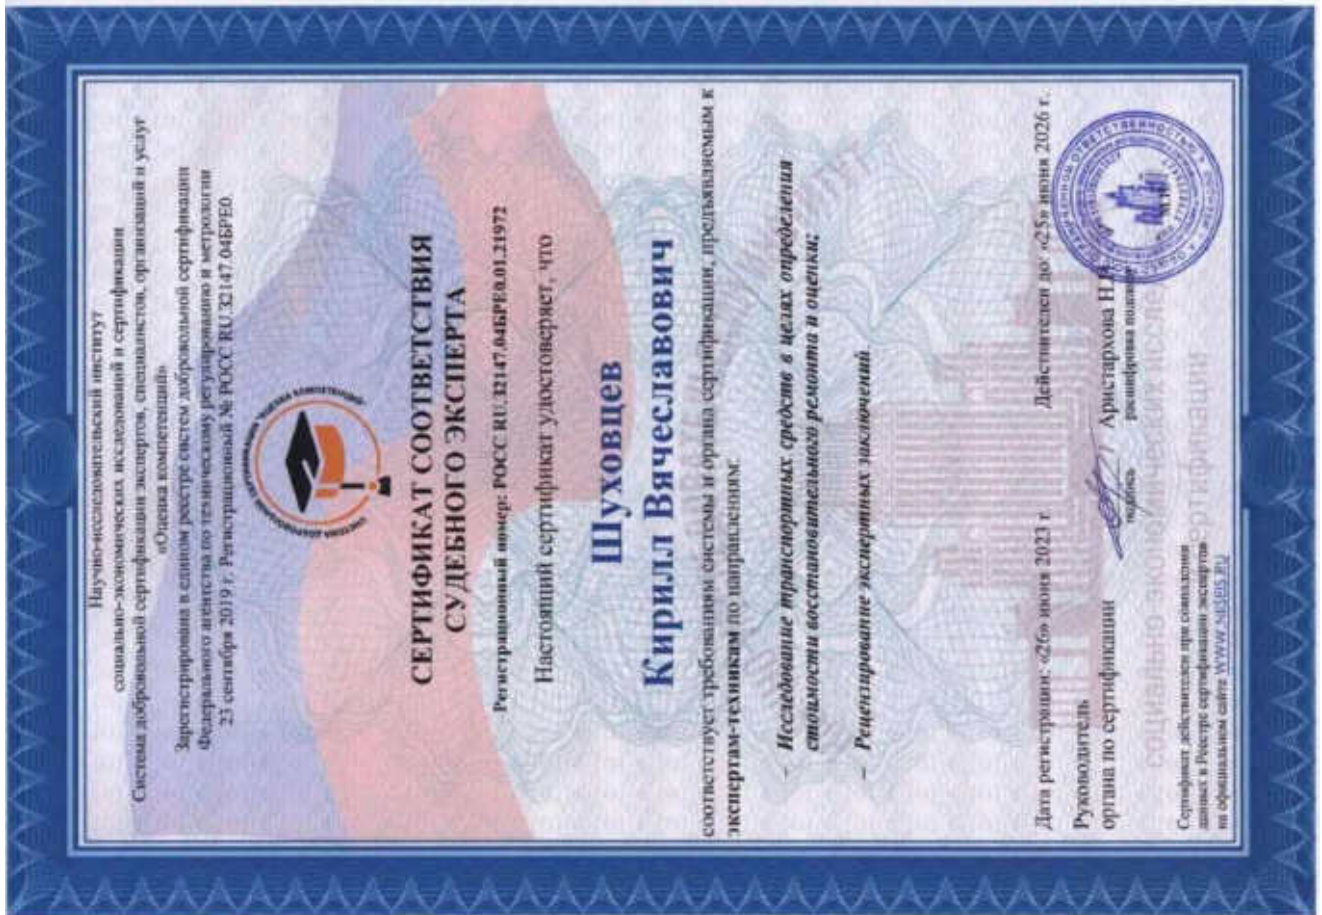 Научно-исследовательский институт
социально-экономических исследований и сертификации
Система добровольной сертификации экспертов, специалистов, организаций и услуг
«Оценка компетенций»
Зарегистрирована в едином реестре систем добровольной сертификации
Федерального агентства по техническому регулированию и метрологии
23 сентября 2019 г. Регистрационный № РОСС RU.32147.04БРЕ0.
СЕРТИФИКАТ СООТВЕТСТВИЯ
СУДЕБНОГО ЭКСПЕРТА
Регистрационный номер: РОСС RU.32147.04БРЕ0.01.21972
Настоящий сертификат удостоверяет, что
Шуховцев
Кирилл Вячеславович
соответствует требованиям системы и органа сертификации, предъявляемым к
экспертам-техникам по направлениям:
– Исследование транспортных средств в целях определения
стоимости восстановительного ремонта и оценки;
– Рецензирование экспертных заключений.
Дата регистрации: «26» июня 2023 г. Действителен до: «25» июня 2026 г.
Руководитель
органа по сертификации / Аристархова Н.
подпись расшифровка подписи
Сертификат действителен при совпадении
данных в Реестре сертификации экспертов
на официальном сайте WWW.NIISEIS.RU